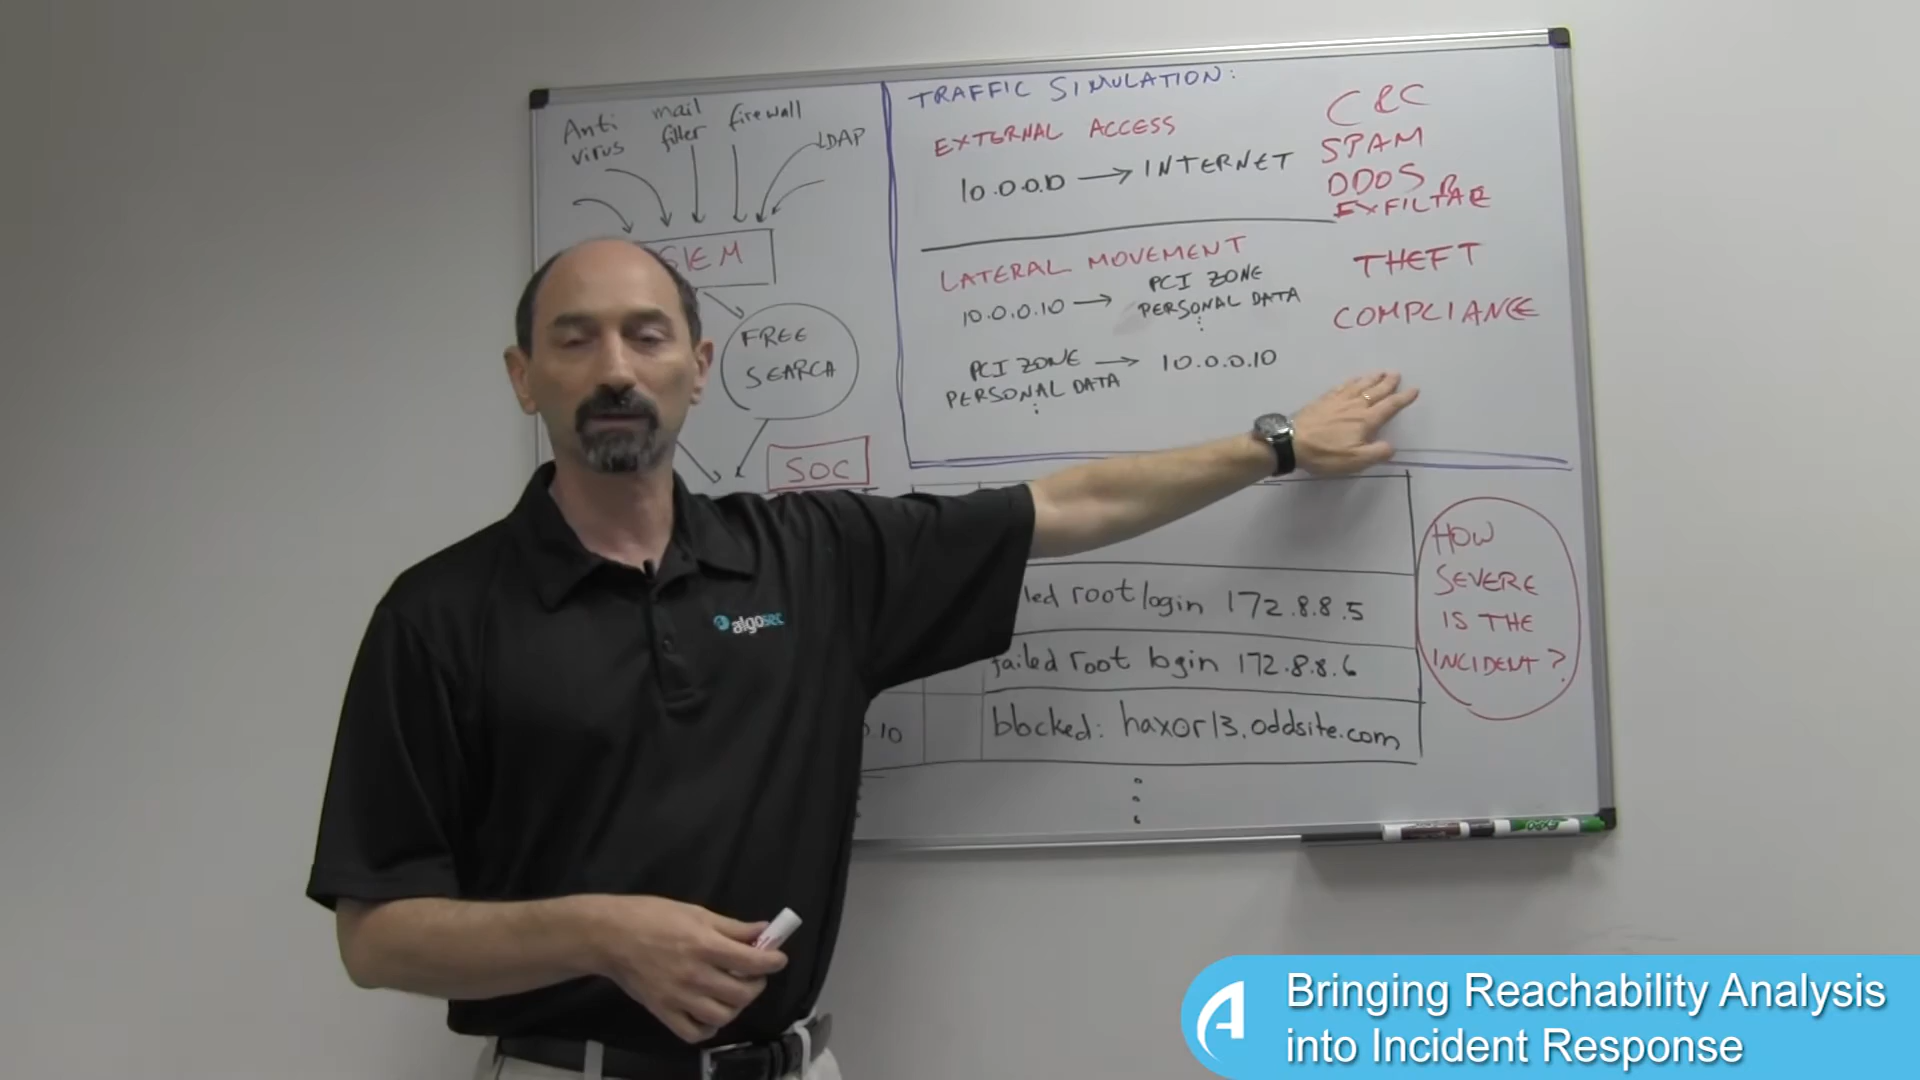 Anti
virus
mail
filter
firewall
LDAP
SIEM
FREE
SEARCH
SOC
TRAFFIC SIMULATION:
EXTERNAL ACCESS
10.0.0.10 → INTERNET
LATERAL MOVEMENT
10.0.0.10 → PCI ZONE
PERSONAL DATA
⋮
PCI ZONE → 10.0.0.10
PERSONAL DATA
⋮
C&C
SPAM
DDOS
EXFILTRAE
THEFT
COMPLIANCE
led root login 172.8.8.5
failed root login 172.8.8.6
0.10 blocked: haxor13.oddsite.com
⋮
HOW
SEVERE
IS THE
INCIDENT?
algosec
Bringing Reachability Analysis
into Incident Response